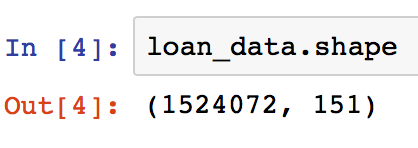 In [4]: loan_data.shape
Out[4]: (1524072, 151)